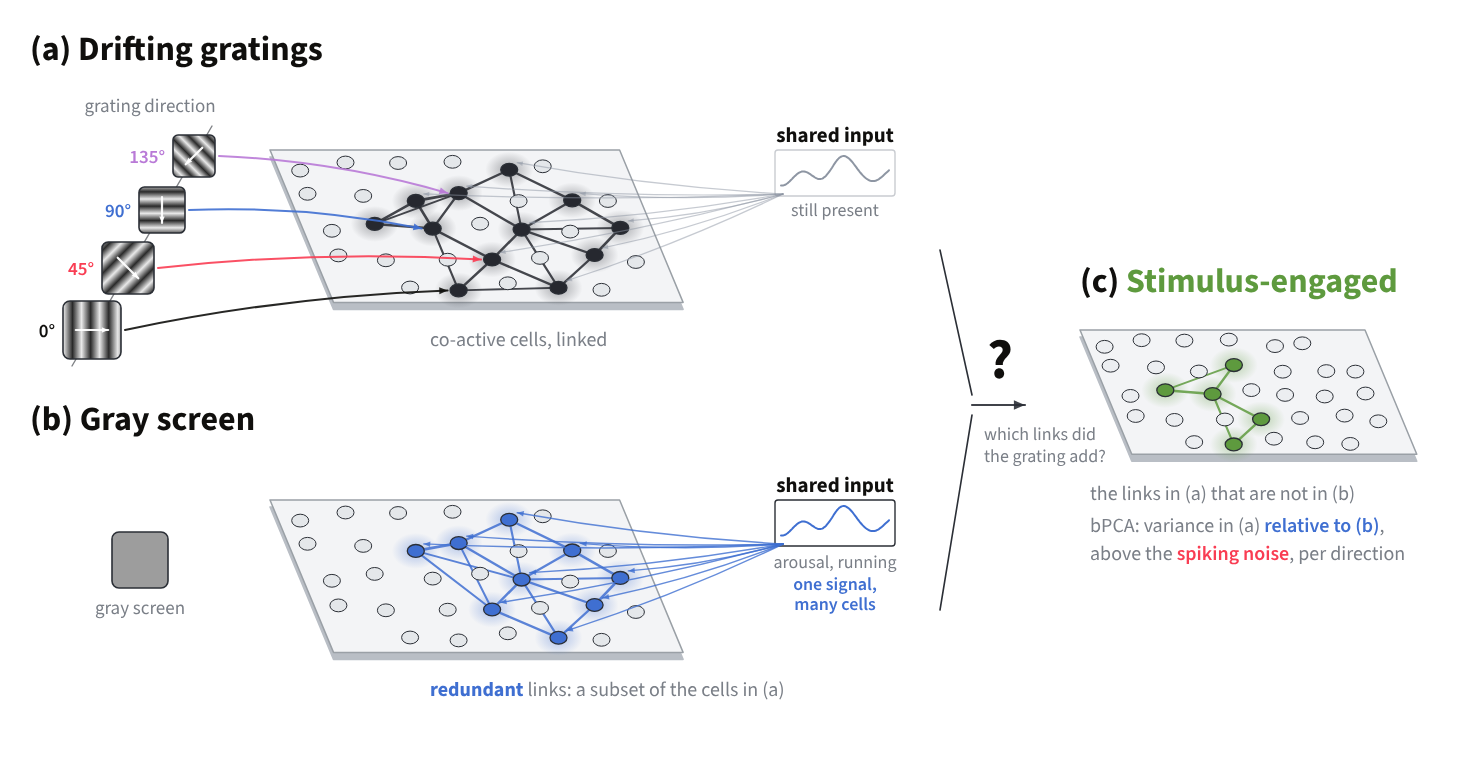 (a) Drifting gratings
grating direction
135°
90°
45°
0°
shared input
still present
co-active cells, linked
(b) Gray screen
gray screen
shared input
arousal, running
one signal,
many cells
redundant links: a subset of the cells in (a)
?
which links did
the grating add?
(c) Stimulus-engaged
the links in (a) that are not in (b)
bPCA: variance in (a) relative to (b),
above the spiking noise, per direction